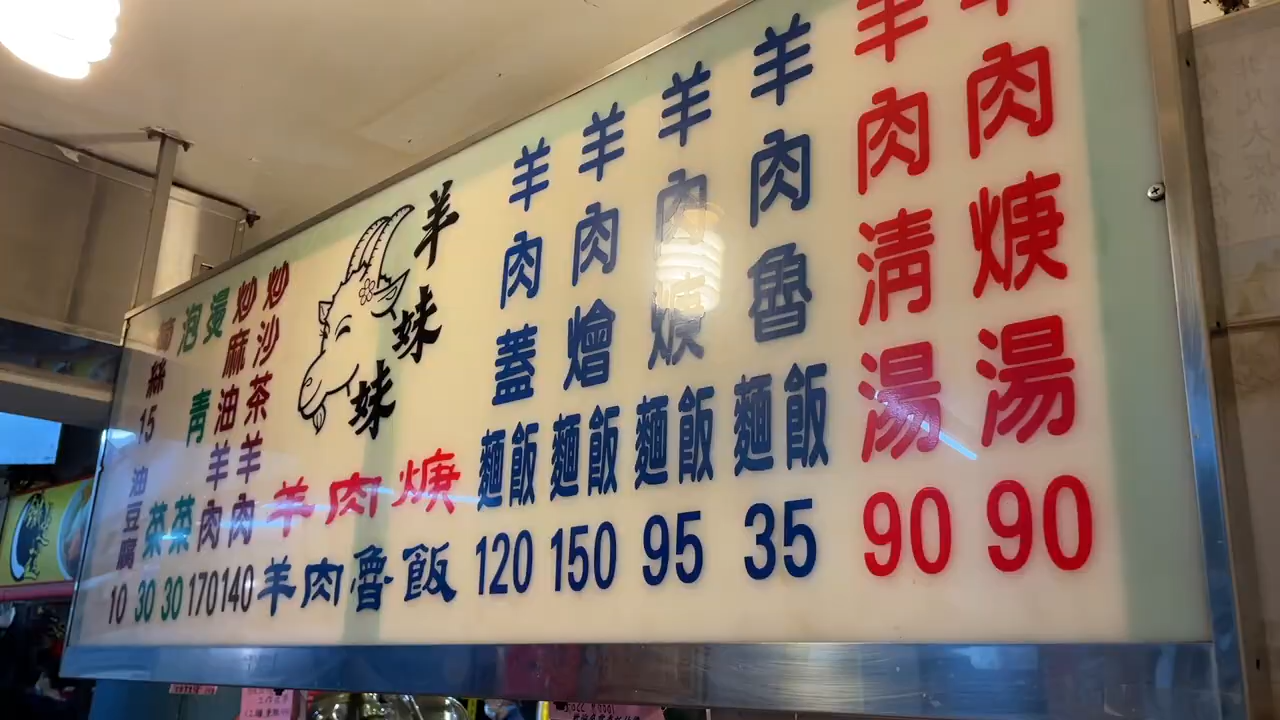 羊肉焿湯 90
羊肉清湯 90
羊肉魯麵飯 35
羊肉焿麵飯 95
羊肉燴麵飯 150
羊肉蓋麵飯 120
羊妹妹
羊肉焿
羊肉魯飯
炒沙茶羊肉 140
炒麻油羊肉 170
燙青菜 30
泡菜 30
絲 15
油豆腐 10